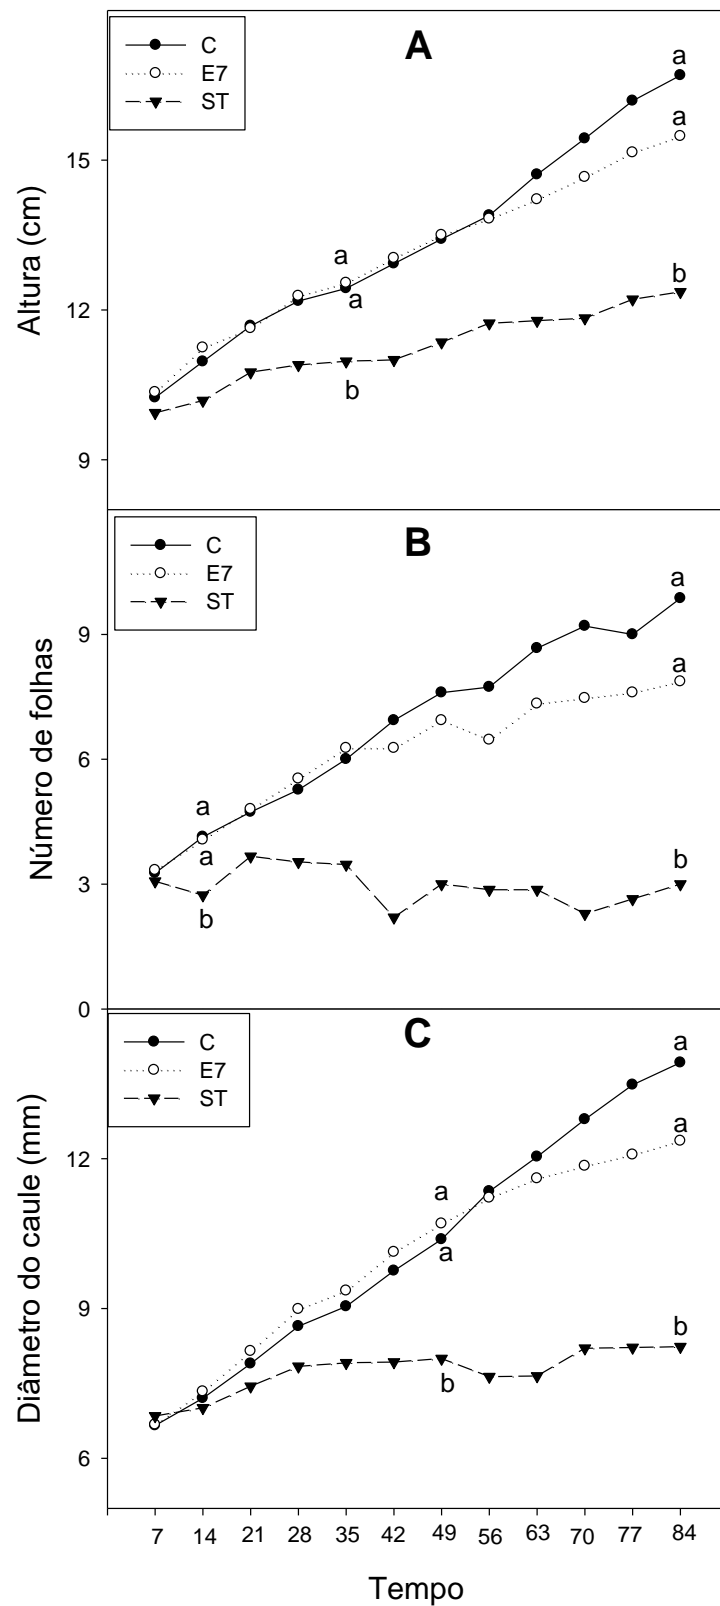 A
C
E7
ST
a
a
15
a
a
b
12
b
9
Altura (cm)
B
C
E7
ST
a
9
a
6
a
a
b
3
b
0
Número de folhas
C
C
E7
ST
a
a
12
a
a
9
b
b
6
Diâmetro do caule (mm)
7 14 21 28 35 42 49 56 63 70 77 84
Tempo